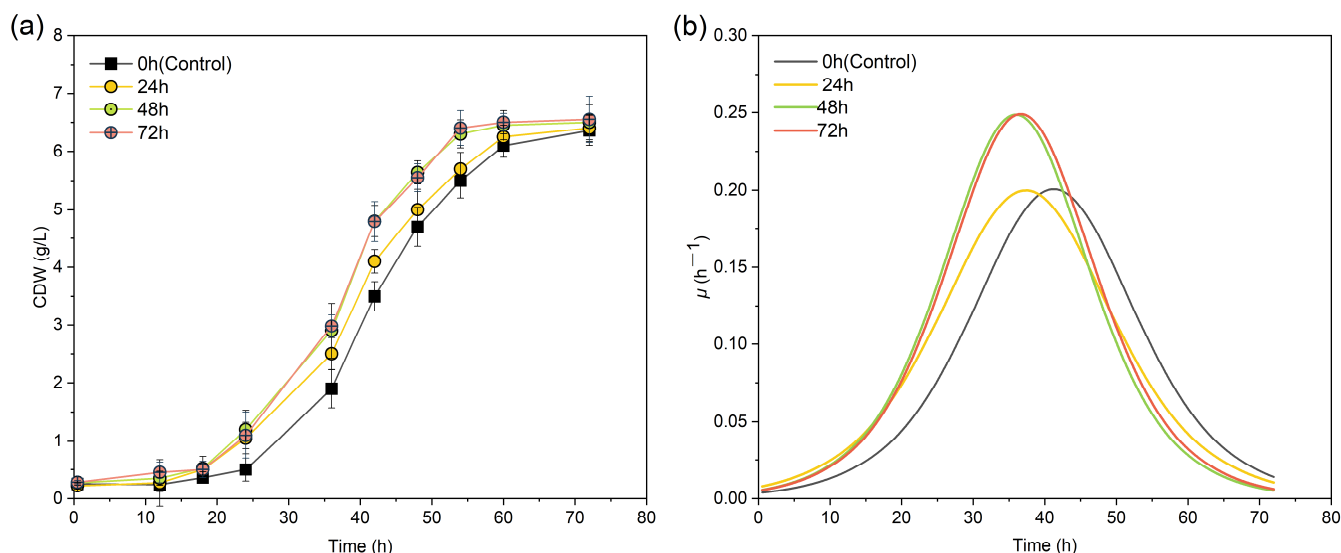 (a)
8
7
6
5
4
3
2
1
0
CDW (g/L)
0h(Control)
24h
48h
72h
0 10 20 30 40 50 60 70 80
Time (h)
(b)
0.30
0.25
0.20
0.15
0.10
0.05
0.00
μ (h⁻¹)
0h(Control)
24h
48h
72h
0 10 20 30 40 50 60 70 80
Time (h)